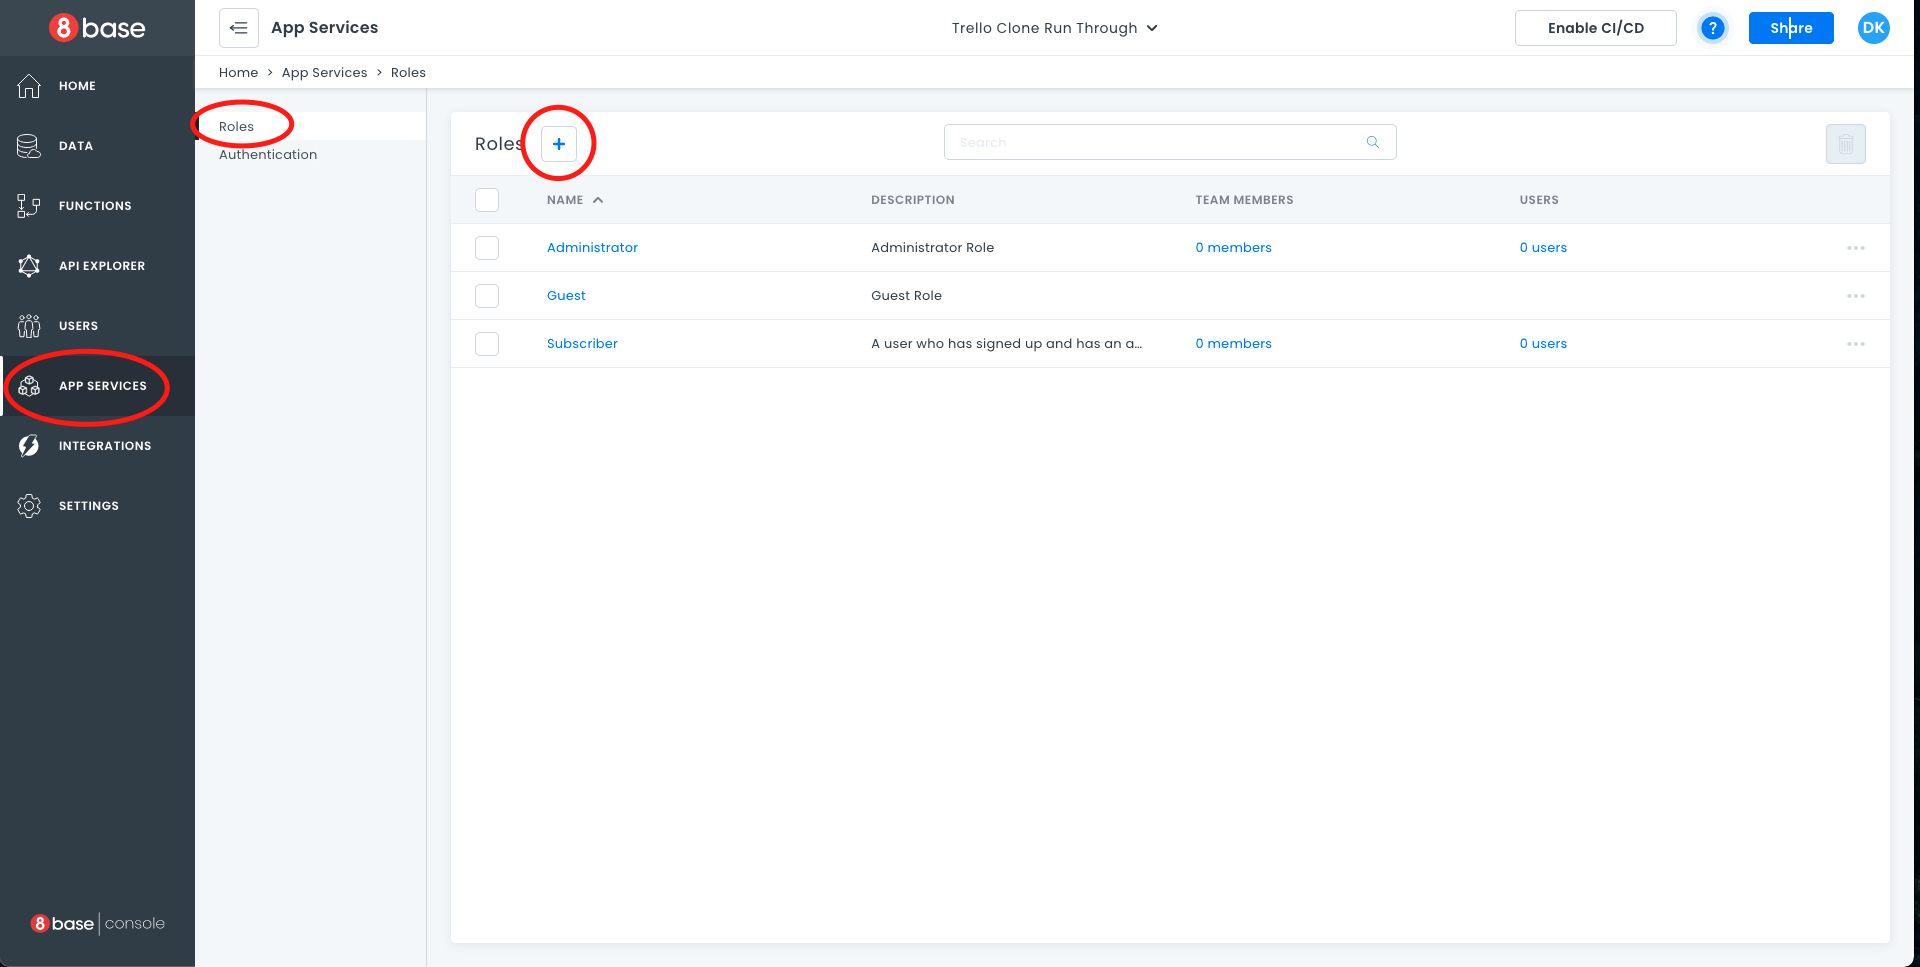 8base
App Services
Trello Clone Run Through
Enable CI/CD
?
Share
DK
Home > App Services > Roles
HOME
DATA
FUNCTIONS
API EXPLORER
USERS
APP SERVICES
INTEGRATIONS
SETTINGS
8base | console
Roles
Authentication
Roles +
Search
NAME DESCRIPTION TEAM MEMBERS USERS
Administrator Administrator Role 0 members 0 users
Guest Guest Role
Subscriber A user who has signed up and has an a... 0 members 0 users